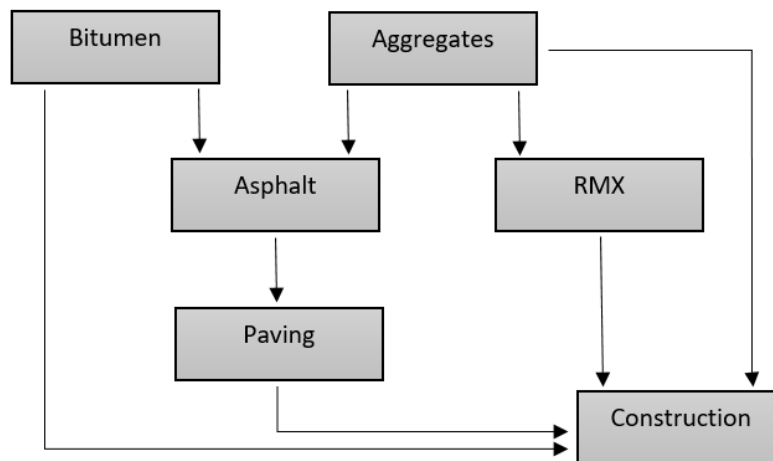 Bitumen
Aggregates
Asphalt
RMX
Paving
Construction